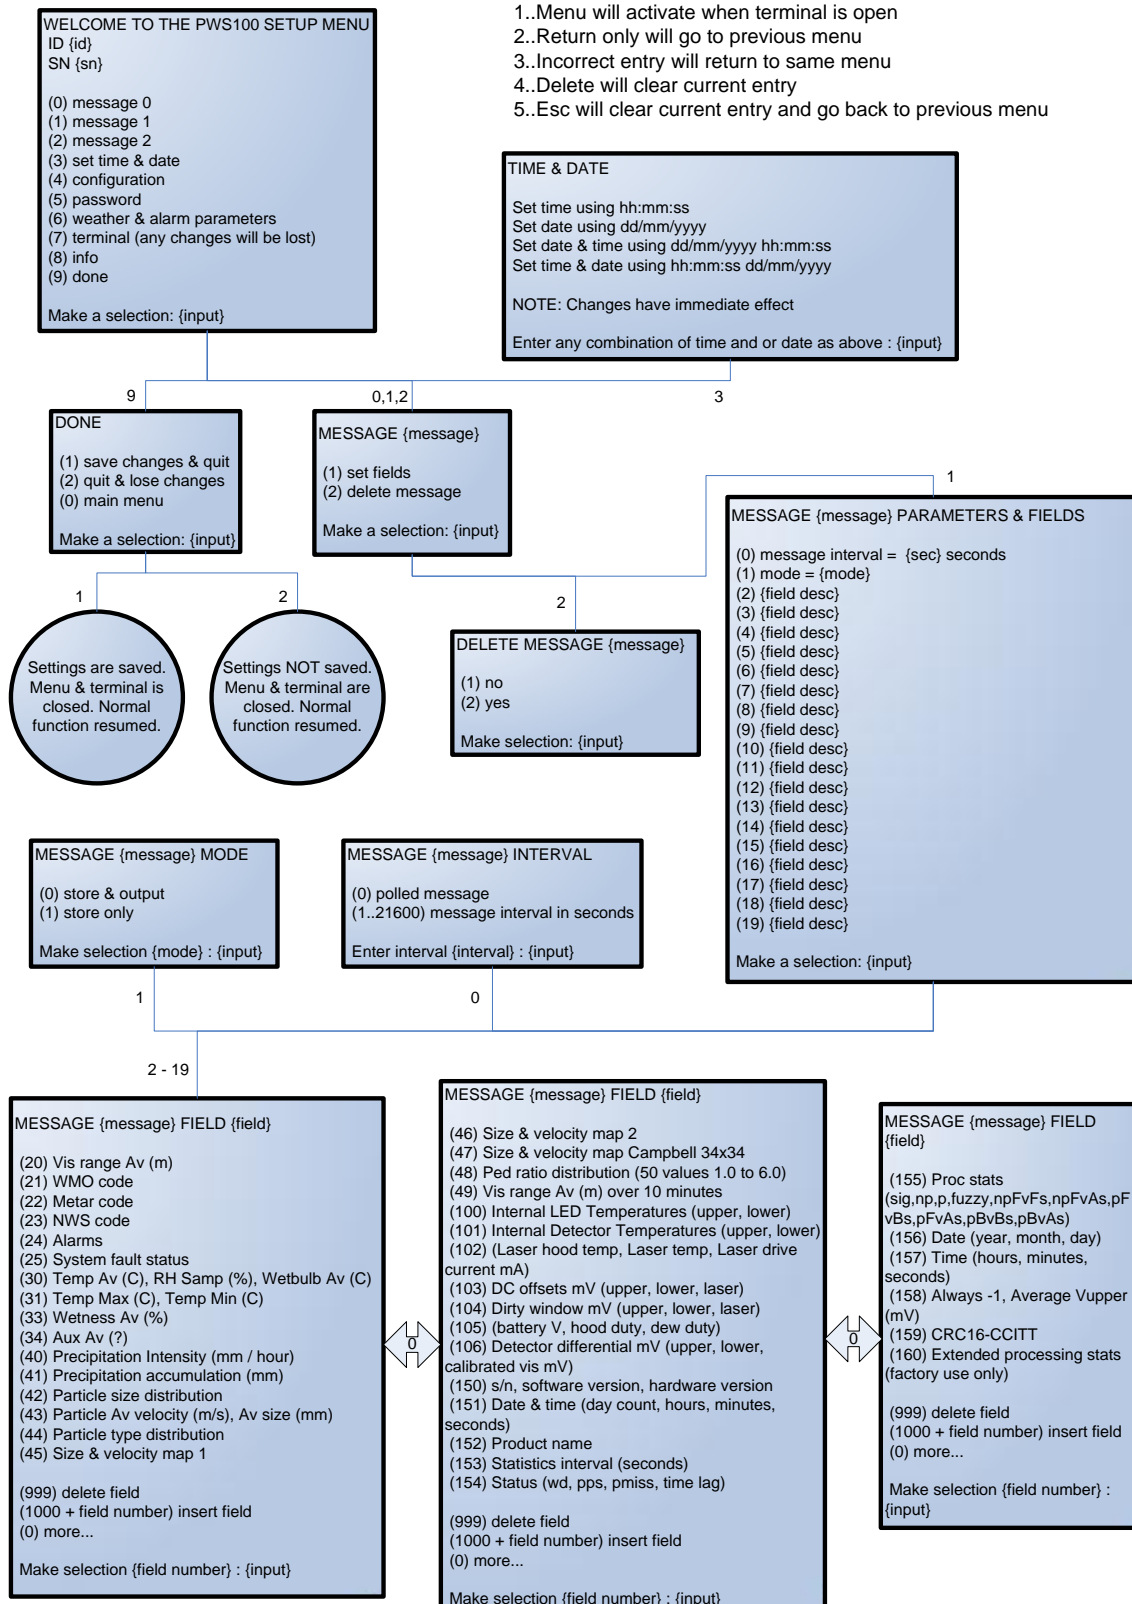 1..Menu will activate when terminal is open
2..Return only will go to previous menu
3..Incorrect entry will return to same menu
4..Delete will clear current entry
5..Esc will clear current entry and go back to previous menu
WELCOME TO THE PWS100 SETUP MENU
ID {id}
SN {sn}
(0) message 0
(1) message 1
(2) message 2
(3) set time & date
(4) configuration
(5) password
(6) weather & alarm parameters
(7) terminal (any changes will be lost)
(8) info
(9) done
Make a selection: {input}
TIME & DATE
Set time using hh:mm:ss
Set date using dd/mm/yyyy
Set date & time using dd/mm/yyyy hh:mm:ss
Set time & date using hh:mm:ss dd/mm/yyyy
NOTE: Changes have immediate effect
Enter any combination of time and or date as above : {input}
9
0,1,2
3
DONE
(1) save changes & quit
(2) quit & lose changes
(0) main menu
Make a selection: {input}
MESSAGE {message}
(1) set fields
(2) delete message
Make a selection: {input}
1
2
1
2
Settings are saved.
Menu & terminal is
closed. Normal
function resumed.
Settings NOT saved.
Menu & terminal are
closed. Normal
function resumed.
DELETE MESSAGE {message}
(1) no
(2) yes
Make selection: {input}
MESSAGE {message} PARAMETERS & FIELDS
(0) message interval =  {sec} seconds
(1) mode = {mode}
(2) {field desc}
(3) {field desc}
(4) {field desc}
(5) {field desc}
(6) {field desc}
(7) {field desc}
(8) {field desc}
(9) {field desc}
(10) {field desc}
(11) {field desc}
(12) {field desc}
(13) {field desc}
(14) {field desc}
(15) {field desc}
(16) {field desc}
(17) {field desc}
(18) {field desc}
(19) {field desc}
Make a selection: {input}
MESSAGE {message} MODE
(0) store & output
(1) store only
Make selection {mode} : {input}
MESSAGE {message} INTERVAL
(0) polled message
(1..21600) message interval in seconds
Enter interval {interval} : {input}
1
0
2 - 19
MESSAGE {message} FIELD {field}
(20) Vis range Av (m)
(21) WMO code
(22) Metar code
(23) NWS code
(24) Alarms
(25) System fault status
(30) Temp Av (C), RH Samp (%), Wetbulb Av (C)
(31) Temp Max (C), Temp Min (C)
(33) Wetness Av (%)
(34) Aux Av (?)
(40) Precipitation Intensity (mm / hour)
(41) Precipitation accumulation (mm)
(42) Particle size distribution
(43) Particle Av velocity (m/s), Av size (mm)
(44) Particle type distribution
(45) Size & velocity map 1
(999) delete field
(1000 + field number) insert field
(0) more...
Make selection {field number} : {input}
0
MESSAGE {message} FIELD {field}
(46) Size & velocity map 2
(47) Size & velocity map Campbell 34x34
(48) Ped ratio distribution (50 values 1.0 to 6.0)
(49) Vis range Av (m) over 10 minutes
(100) Internal LED Temperatures (upper, lower)
(101) Internal Detector Temperatures (upper, lower)
(102) (Laser hood temp, Laser temp, Laser drive
current mA)
(103) DC offsets mV (upper, lower, laser)
(104) Dirty window mV (upper, lower, laser)
(105) (battery V, hood duty, dew duty)
(106) Detector differential mV (upper, lower,
calibrated vis mV)
(150) s/n, software version, hardware version
(151) Date & time (day count, hours, minutes,
seconds)
(152) Product name
(153) Statistics interval (seconds)
(154) Status (wd, pps, pmiss, time lag)
(999) delete field
(1000 + field number) insert field
(0) more...
Make selection {field number} : {input}
0
MESSAGE {message} FIELD
{field}
(155) Proc stats
(sig,np,p,fuzzy,npFvFs,npFvAs,pF
vBs,pFvAs,pBvBs,pBvAs)
(156) Date (year, month, day)
(157) Time (hours, minutes,
seconds)
(158) Always -1, Average Vupper
(mV)
(159) CRC16-CCITT
(160) Extended processing stats
(factory use only)
(999) delete field
(1000 + field number) insert field
(0) more...
Make selection {field number} :
{input}